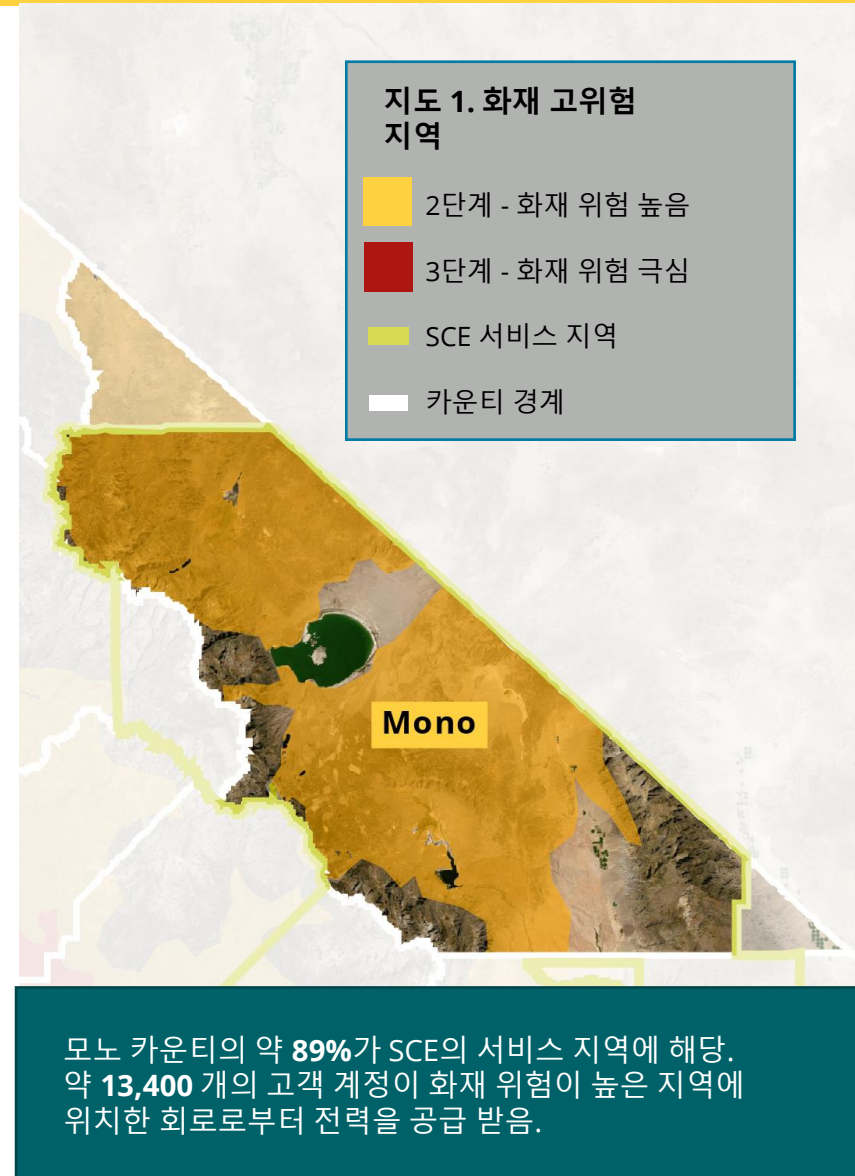 지도 1. 화재 고위험
지역
2단계 - 화재 위험 높음
3단계 - 화재 위험 극심
SCE 서비스 지역
카운티 경계
Mono
모노 카운티의 약 89%가 SCE의 서비스 지역에 해당.
약 13,400 개의 고객 계정이 화재 위험이 높은 지역에
위치한 회로로부터 전력을 공급 받음.